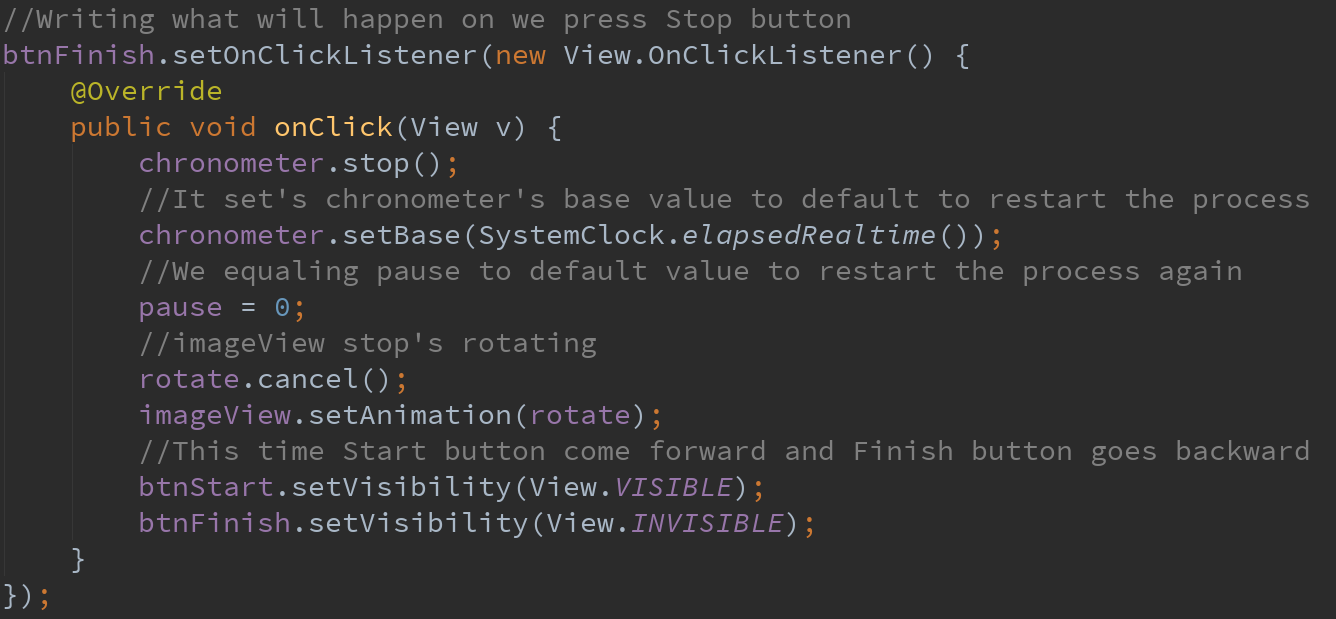 //Writing what will happen on we press Stop button
btnFinish.setOnClickListener(new View.OnClickListener() {
    @Override
    public void onClick(View v) {
        chronometer.stop();
        //It set's chronometer's base value to default to restart the process
        chronometer.setBase(SystemClock.elapsedRealtime());
        //We equaling pause to default value to restart the process again
        pause = 0;
        //imageView stop's rotating
        rotate.cancel();
        imageView.setAnimation(rotate);
        //This time Start button come forward and Finish button goes backward
        btnStart.setVisibility(View.VISIBLE);
        btnFinish.setVisibility(View.INVISIBLE);
    }
});